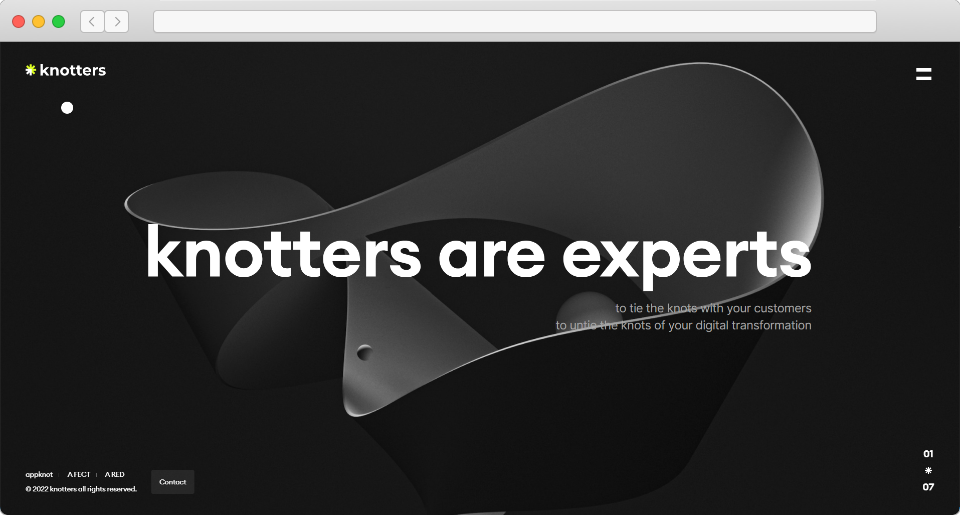 knotters
knotters are experts
to tie the knots with your customers
to untie the knots of your digital transformation
01
07
appknot | AFECT | ARED
Contact
© 2022 knotters all rights reserved.